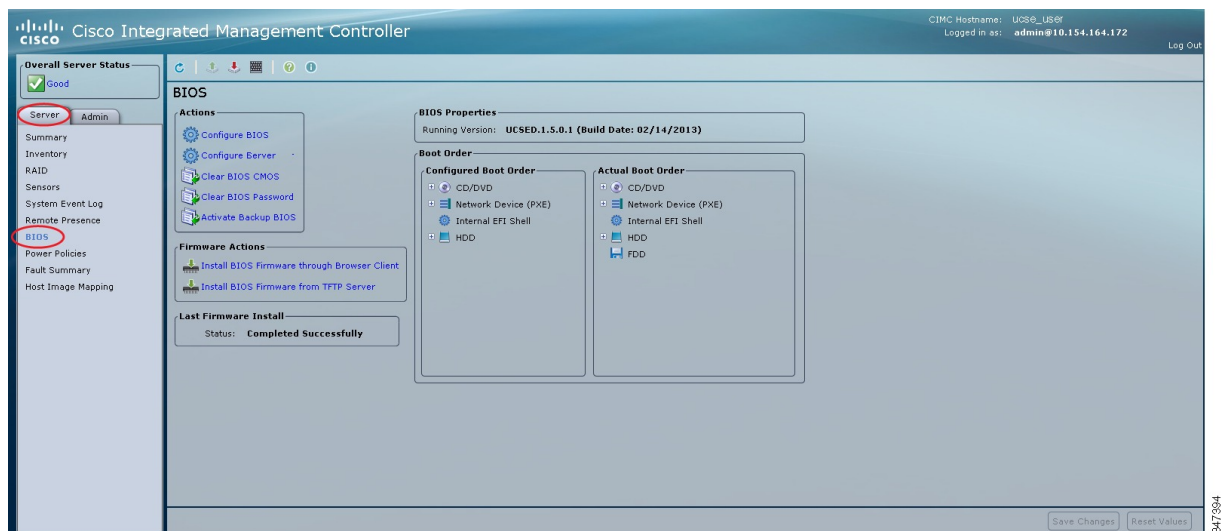 CISCO
Cisco Integrated Management Controller
CIMC Hostname: ucse_user
Logged in as: admin@10.154.164.172
Log Out
Overall Server Status
Good
Server
Admin
Summary
Inventory
RAID
Sensors
System Event Log
Remote Presence
BIOS
Power Policies
Fault Summary
Host Image Mapping
BIOS
Actions
Configure BIOS
Configure Server
Clear BIOS CMOS
Clear BIOS Password
Activate Backup BIOS
Firmware Actions
Install BIOS Firmware through Browser Client
Install BIOS Firmware from TFTP Server
Last Firmware Install
Status: Completed Successfully
BIOS Properties
Running Version: UCSED.1.5.0.1 (Build Date: 02/14/2013)
Boot Order
Configured Boot Order
CD/DVD
Network Device (PXE)
Internal EFI Shell
HDD
Actual Boot Order
CD/DVD
Network Device (PXE)
Internal EFI Shell
HDD
FDD
Save Changes
Reset Values
347394